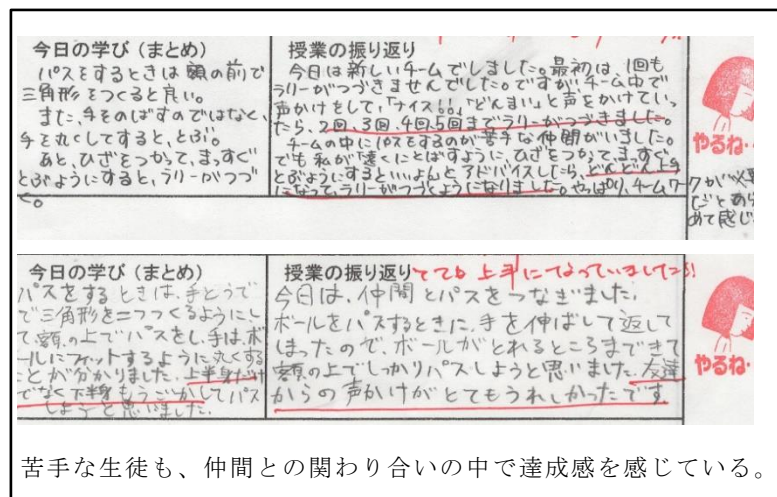 今日の学び（まとめ）
パスをするときは額の前で
三角形をつくると良い。
また、手をのばすのではなく、
手を丸くしてすると、とぶ。
あと、ひざをつかって、まっすぐ
とぶようにすると、ラリーがつづ
く。
授業の振り返り
今日は新しいチームでしました。最初は、1回も
ラリーがつづきませんでした。ですが、チーム中で
声かけをして、「ナイス!!」「どんまい」と声をかけていっ
たら、2回、3回、4回、5回までラリーがつづきました。
チームの中にパスをするのが苦手な仲間がいました。
でも私が「遠くにとばすように、ひざをつかって、まっすぐ
とぶようにするといいよ」とアドバイスしたら、どんどん上手
になって、ラリーがつづくようになりました。やっぱり、チームワ
クが必要
だとあら
めて感じ
やるね・
今日の学び（まとめ）
パスをするときは、手とうで
で三角形を二つつくるようにし
て、額の上でパスをし、手は、ボ
ールにフィットするように丸くする
ことが分かりました。上半身だけ
でなく下半身もうごかしてパス
しようと思いました。
授業の振り返り
とても上手になっていましたよ!
今日は、仲間とパスをつなぎました。
ボールをパスするときに、手を伸ばして返して
しまったので、ボールがとれるところまできて
額の上でしっかりパスしようと思いました。友達
からの声かけがとてもうれしかったです。
やるね・
苦手な生徒も、仲間との関わり合いの中で達成感を感じている。